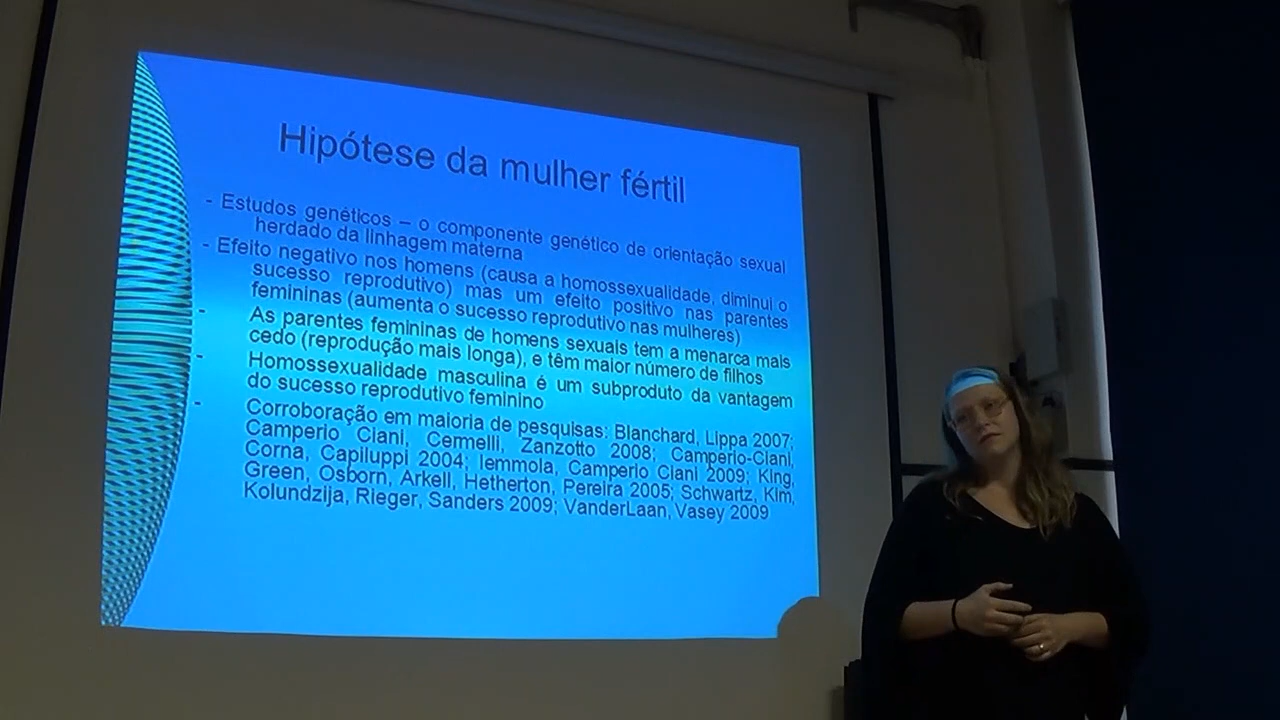 Hipótese da mulher fértil
- Estudos genéticos – o componente genético de orientação sexual
herdado da linhagem materna
- Efeito negativo nos homens (causa a homossexualidade, diminui o
sucesso reprodutivo) mas um efeito positivo nas parentes
femininas (aumenta o sucesso reprodutivo nas mulheres)
- As parentes femininas de homens sexuais tem a menarca mais
cedo (reprodução mais longa), e têm maior número de filhos
- Homossexualidade masculina é um subproduto da vantagem
do sucesso reprodutivo feminino
- Corroboração em maioria de pesquisas: Blanchard, Lippa 2007;
Camperio Ciani, Cermelli, Zanzotto 2008; Camperio-Ciani,
Corna, Capiluppi 2004; Iemmola, Camperio Ciani 2009; King,
Green, Osborn, Arkell, Hetherton, Pereira 2005; Schwartz, Kim,
Kolundzija, Rieger, Sanders 2009; VanderLaan, Vasey 2009